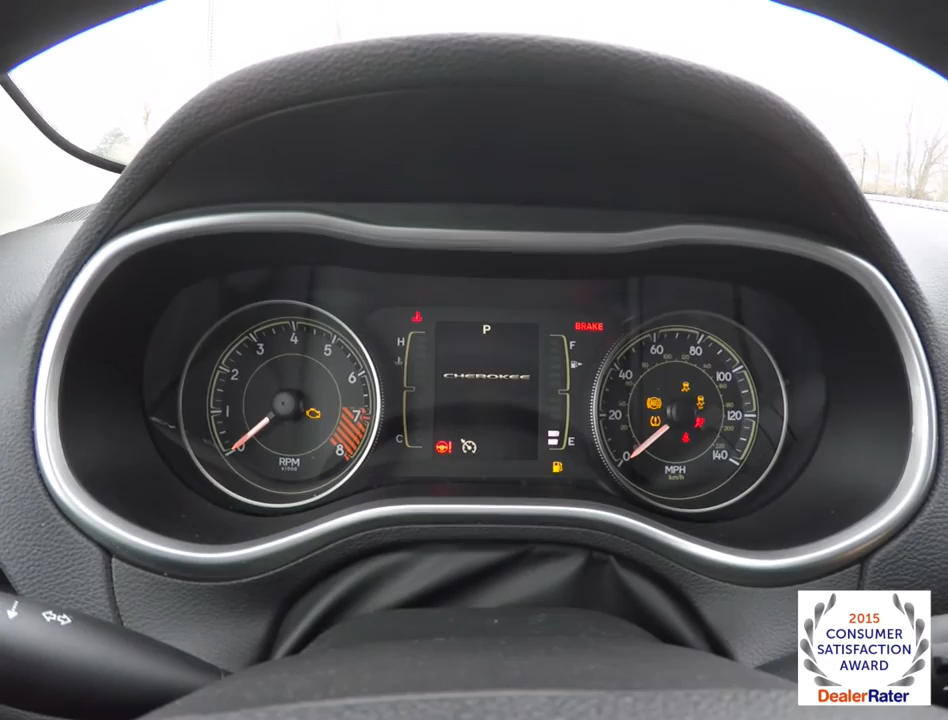 P
BRAKE
H
F
C
E
CHEROKEE
0 1 2 3 4 5 6 7 8
RPM
x1000
0 20 40 60 80 100 120 140
MPH
km/h
2015
CONSUMER
SATISFACTION
AWARD
DealerRater